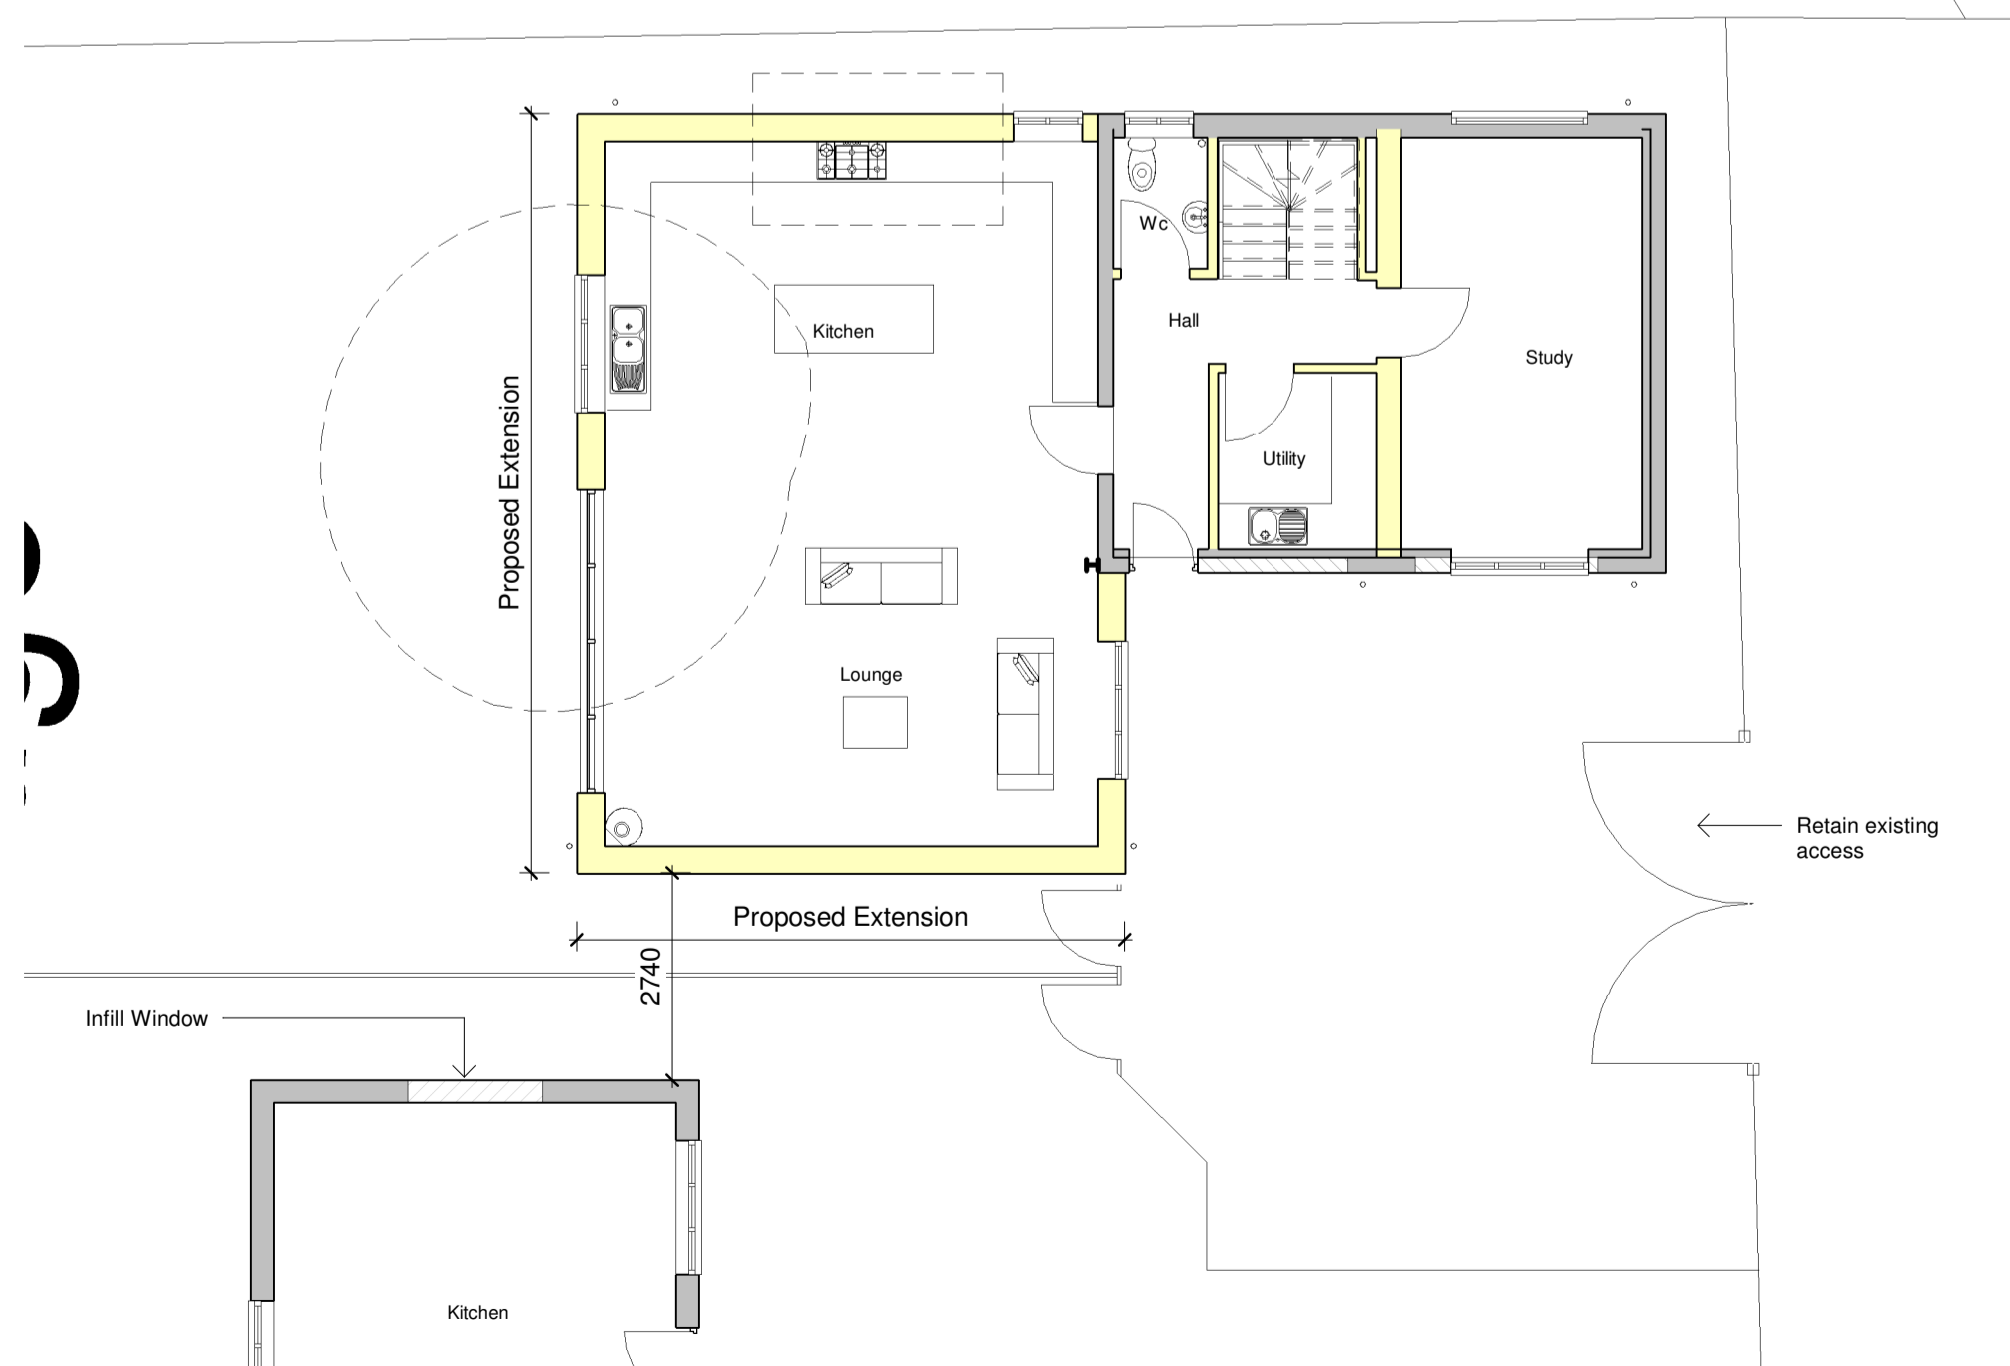 Wc
Hall
Kitchen
Study
Proposed Extension
Utility
Lounge
Retain existing
access
Proposed Extension
2740
Infill Window
Kitchen